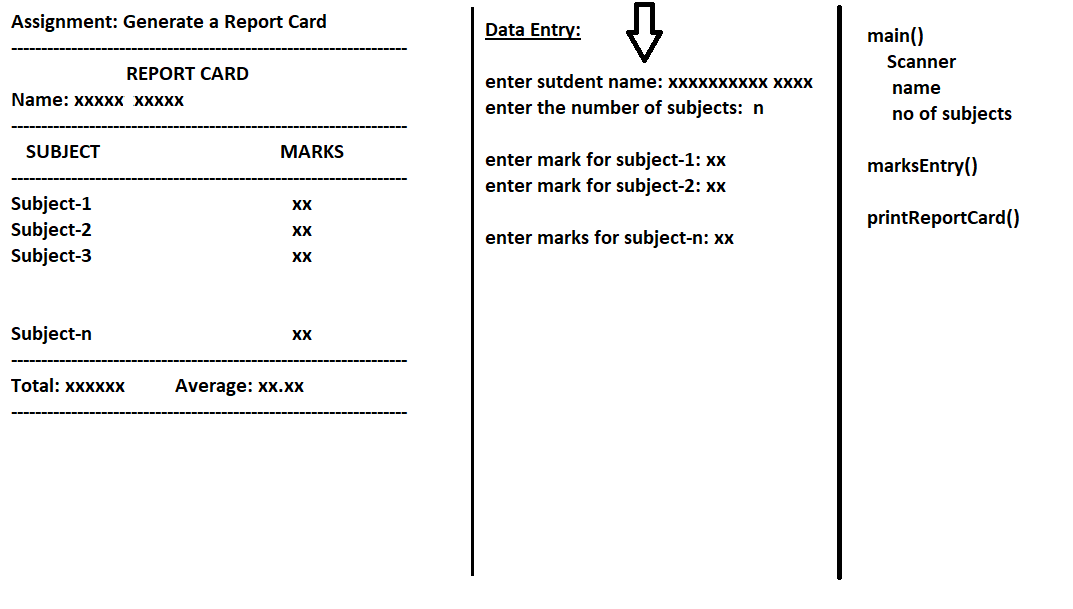 Assignment: Generate a Report Card
------------------------------------------------------------------
REPORT CARD
Name: xxxxx  xxxxx
------------------------------------------------------------------
SUBJECT MARKS
------------------------------------------------------------------
Subject-1 xx
Subject-2 xx
Subject-3 xx
Subject-n xx
------------------------------------------------------------------
Total: xxxxxx Average: xx.xx
------------------------------------------------------------------
Data Entry:
enter sutdent name: xxxxxxxxxx xxxx
enter the number of subjects:  n
enter mark for subject-1: xx
enter mark for subject-2: xx
enter marks for subject-n: xx
main()
Scanner
name
no of subjects
marksEntry()
printReportCard()